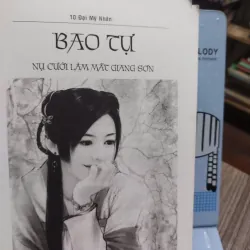 10 Đại Mỹ Nhân
BAO TỰ
NỤ CƯỜI LÀM MẤT GIANG SƠN
LODY